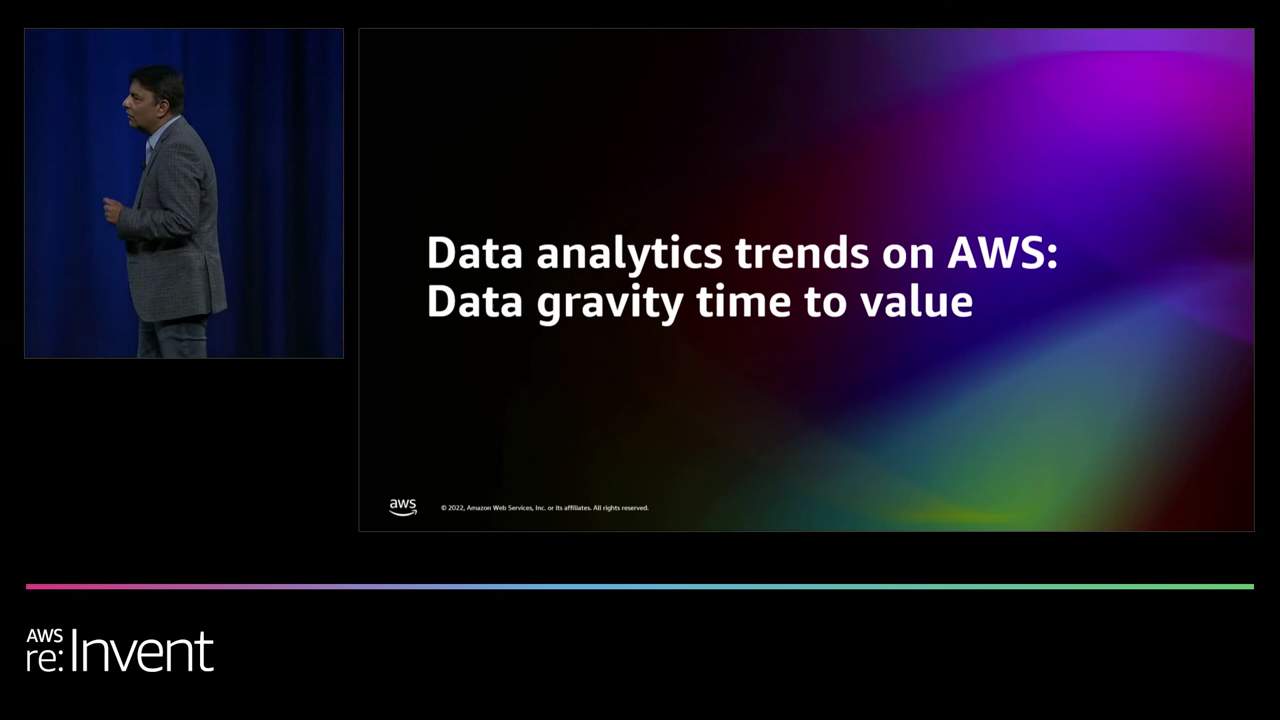 Data analytics trends on AWS:
Data gravity time to value
aws
© 2022, Amazon Web Services, Inc. or its affiliates. All rights reserved.
AWS
re:Invent